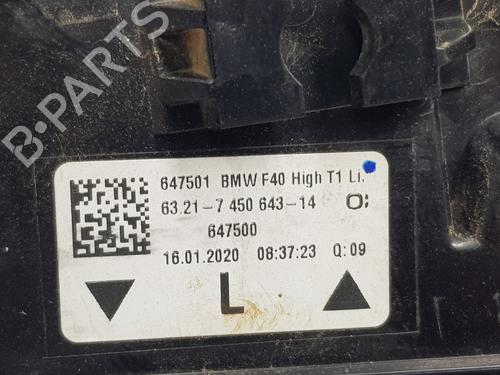 B-PARTS
647501 BMW F40 High T1 Li.
63.21-7 450 643-14 O:
647500
16.01.2020 08:37:23 Q:09
L